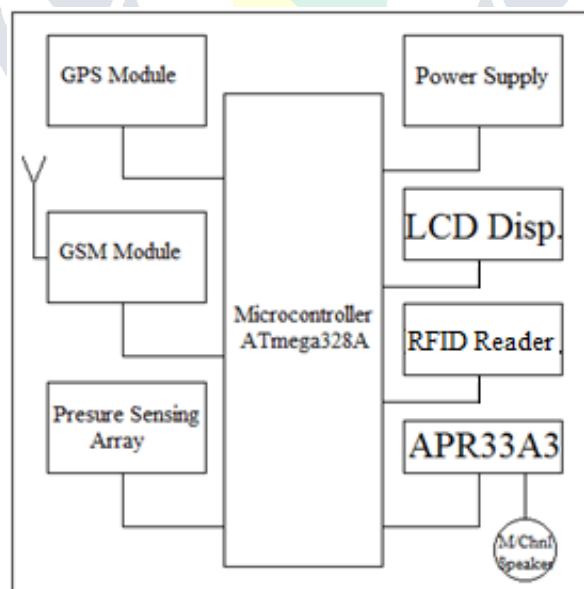 GPS Module
GSM Module
Presure Sensing
Array
Microcontroller
ATmega328A
Power Supply
LCD Disp.
RFID Reader.
APR33A3
M/Chnl
Speaker